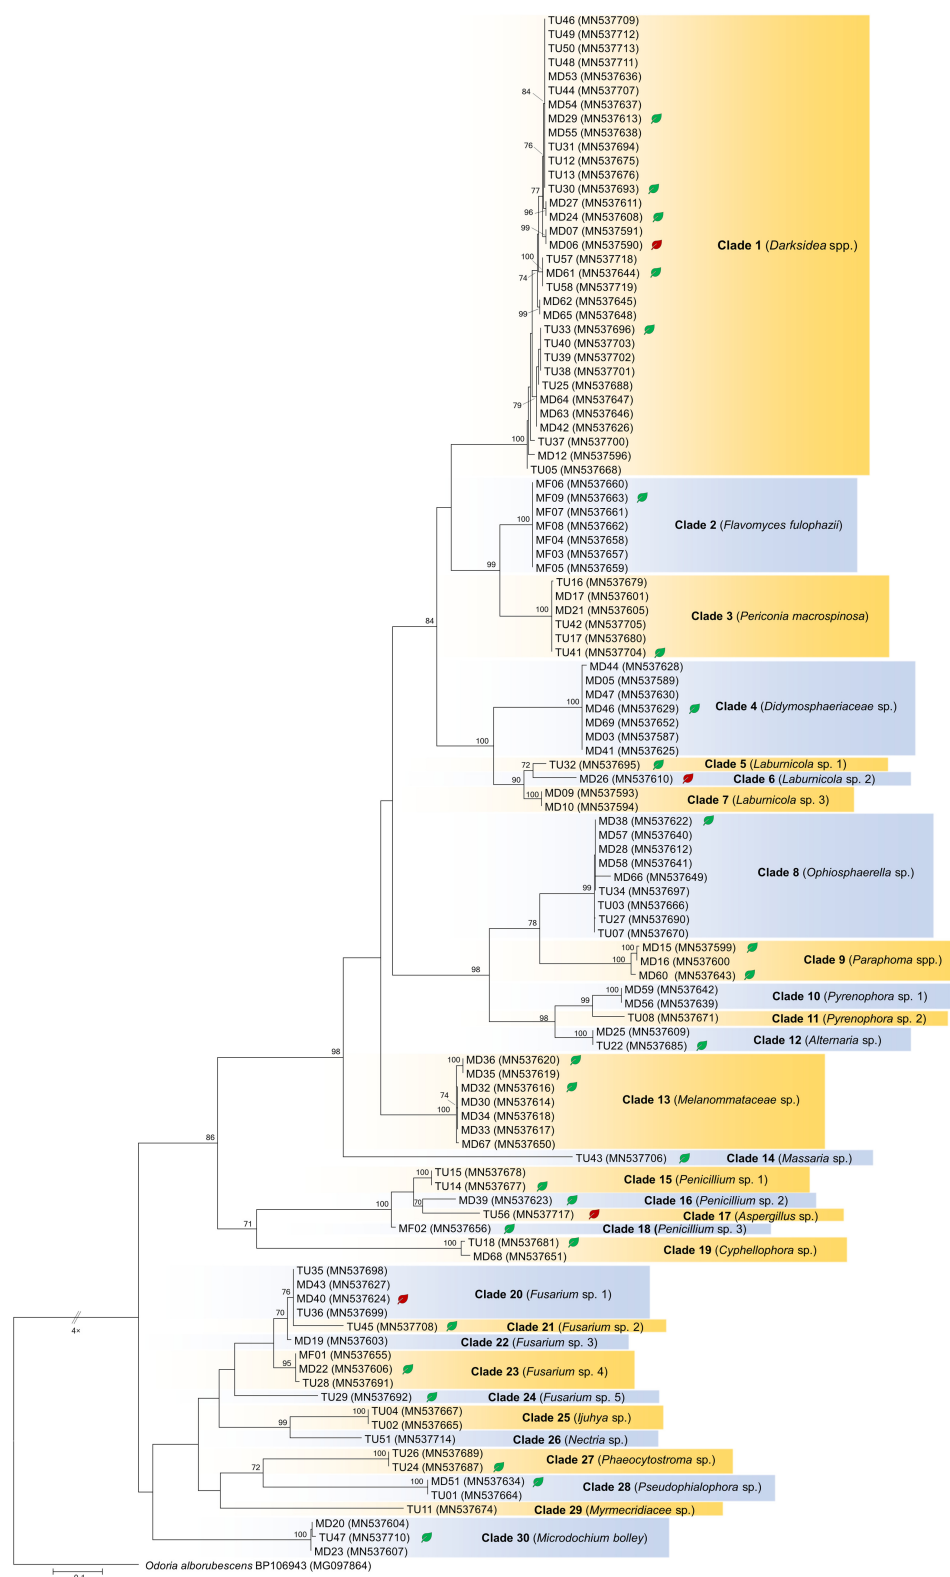 TU46 (MN537709)
TU49 (MN537712)
TU50 (MN537713)
TU48 (MN537711)
MD53 (MN537636)
TU44 (MN537707)
84
MD54 (MN537637)
MD29 (MN537613)
MD55 (MN537638)
76
TU31 (MN537694)
TU12 (MN537675)
TU13 (MN537676)
77
TU30 (MN537693)
MD27 (MN537611)
96
MD24 (MN537608)
99
MD07 (MN537591)
MD06 (MN537590)
Clade 1 (Darksidea spp.)
100
TU57 (MN537718)
74
MD61 (MN537644)
TU58 (MN537719)
MD62 (MN537645)
99
MD65 (MN537648)
TU33 (MN537696)
TU40 (MN537703)
TU39 (MN537702)
TU38 (MN537701)
TU25 (MN537688)
79
MD64 (MN537647)
MD63 (MN537646)
MD42 (MN537626)
100
TU37 (MN537700)
MD12 (MN537596)
TU05 (MN537668)
MF06 (MN537660)
MF09 (MN537663)
MF07 (MN537661)
100
MF08 (MN537662)
Clade 2 (Flavomyces fulophazii)
MF04 (MN537658)
MF03 (MN537657)
99
MF05 (MN537659)
TU16 (MN537679)
MD17 (MN537601)
100
MD21 (MN537605)
Clade 3 (Periconia macrospinosa)
84
TU42 (MN537705)
TU17 (MN537680)
TU41 (MN537704)
MD44 (MN537628)
MD05 (MN537589)
MD47 (MN537630)
100
MD46 (MN537629)
Clade 4 (Didymosphaeriaceae sp.)
MD69 (MN537652)
100
MD03 (MN537587)
MD41 (MN537625)
72
TU32 (MN537695)
Clade 5 (Laburnicola sp. 1)
90
MD26 (MN537610)
Clade 6 (Laburnicola sp. 2)
100
MD09 (MN537593)
MD10 (MN537594)
Clade 7 (Laburnicola sp. 3)
MD38 (MN537622)
MD57 (MN537640)
MD28 (MN537612)
MD58 (MN537641)
MD66 (MN537649)
Clade 8 (Ophiosphaerella sp.)
99
TU34 (MN537697)
TU03 (MN537666)
78
TU27 (MN537690)
TU07 (MN537670)
100
MD15 (MN537599)
100
MD16 (MN537600
Clade 9 (Paraphoma spp.)
98
MD60 (MN537643)
100
MD59 (MN537642)
99
MD56 (MN537639)
Clade 10 (Pyrenophora sp. 1)
98
TU08 (MN537671)
Clade 11 (Pyrenophora sp. 2)
100
MD25 (MN537609)
TU22 (MN537685)
Clade 12 (Alternaria sp.)
98
100
MD36 (MN537620)
MD35 (MN537619)
MD32 (MN537616)
74
MD30 (MN537614)
Clade 13 (Melanommataceae sp.)
100
MD34 (MN537618)
MD33 (MN537617)
86
MD67 (MN537650)
TU43 (MN537706)
Clade 14 (Massaria sp.)
100
TU15 (MN537678)
TU14 (MN537677)
Clade 15 (Penicillium sp. 1)
100
70
MD39 (MN537623)
Clade 16 (Penicillium sp. 2)
TU56 (MN537717)
Clade 17 (Aspergillus sp.)
71
MF02 (MN537656)
Clade 18 (Penicillium sp. 3)
100
TU18 (MN537681)
MD68 (MN537651)
Clade 19 (Cyphellophora sp.)
TU35 (MN537698)
MD43 (MN537627)
76
MD40 (MN537624)
Clade 20 (Fusarium sp. 1)
70
TU36 (MN537699)
4×
TU45 (MN537708)
Clade 21 (Fusarium sp. 2)
MD19 (MN537603)
Clade 22 (Fusarium sp. 3)
MF01 (MN537655)
95
MD22 (MN537606)
Clade 23 (Fusarium sp. 4)
TU28 (MN537691)
TU29 (MN537692)
Clade 24 (Fusarium sp. 5)
100
TU04 (MN537667)
99
TU02 (MN537665)
Clade 25 (Ijuhya sp.)
TU51 (MN537714)
Clade 26 (Nectria sp.)
100
TU26 (MN537689)
72
TU24 (MN537687)
Clade 27 (Phaeocytostroma sp.)
100
MD51 (MN537634)
TU01 (MN537664)
Clade 28 (Pseudophialophora sp.)
TU11 (MN537674)
Clade 29 (Myrmecridiacee sp.)
MD20 (MN537604)
100
TU47 (MN537710)
Clade 30 (Microdochium bolley)
MD23 (MN537607)
Odoria alborubescens BP106943 (MG097864)